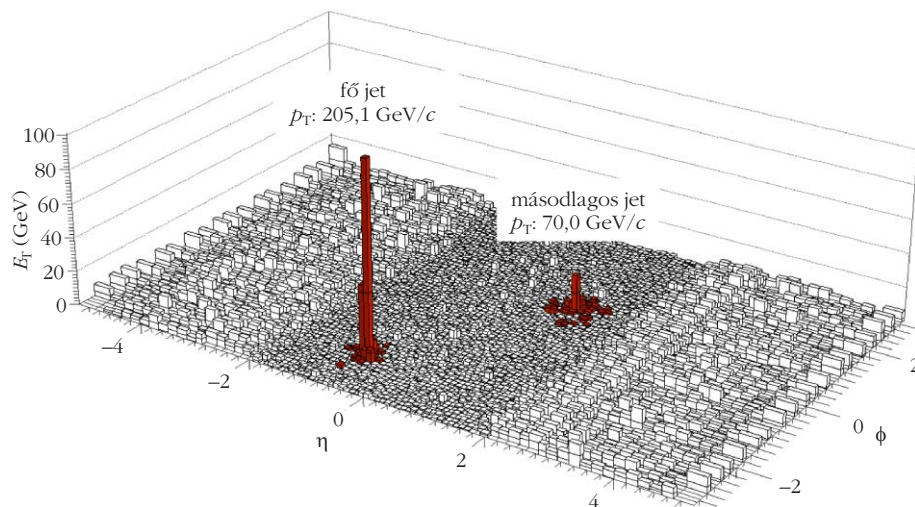 fő jet
pT: 205,1 GeV/c
másodlagos jet
pT: 70,0 GeV/c
100
80
60
40
20
0
ET (GeV)
–4
–2
0
2
4
η
–2
0
2
ϕ